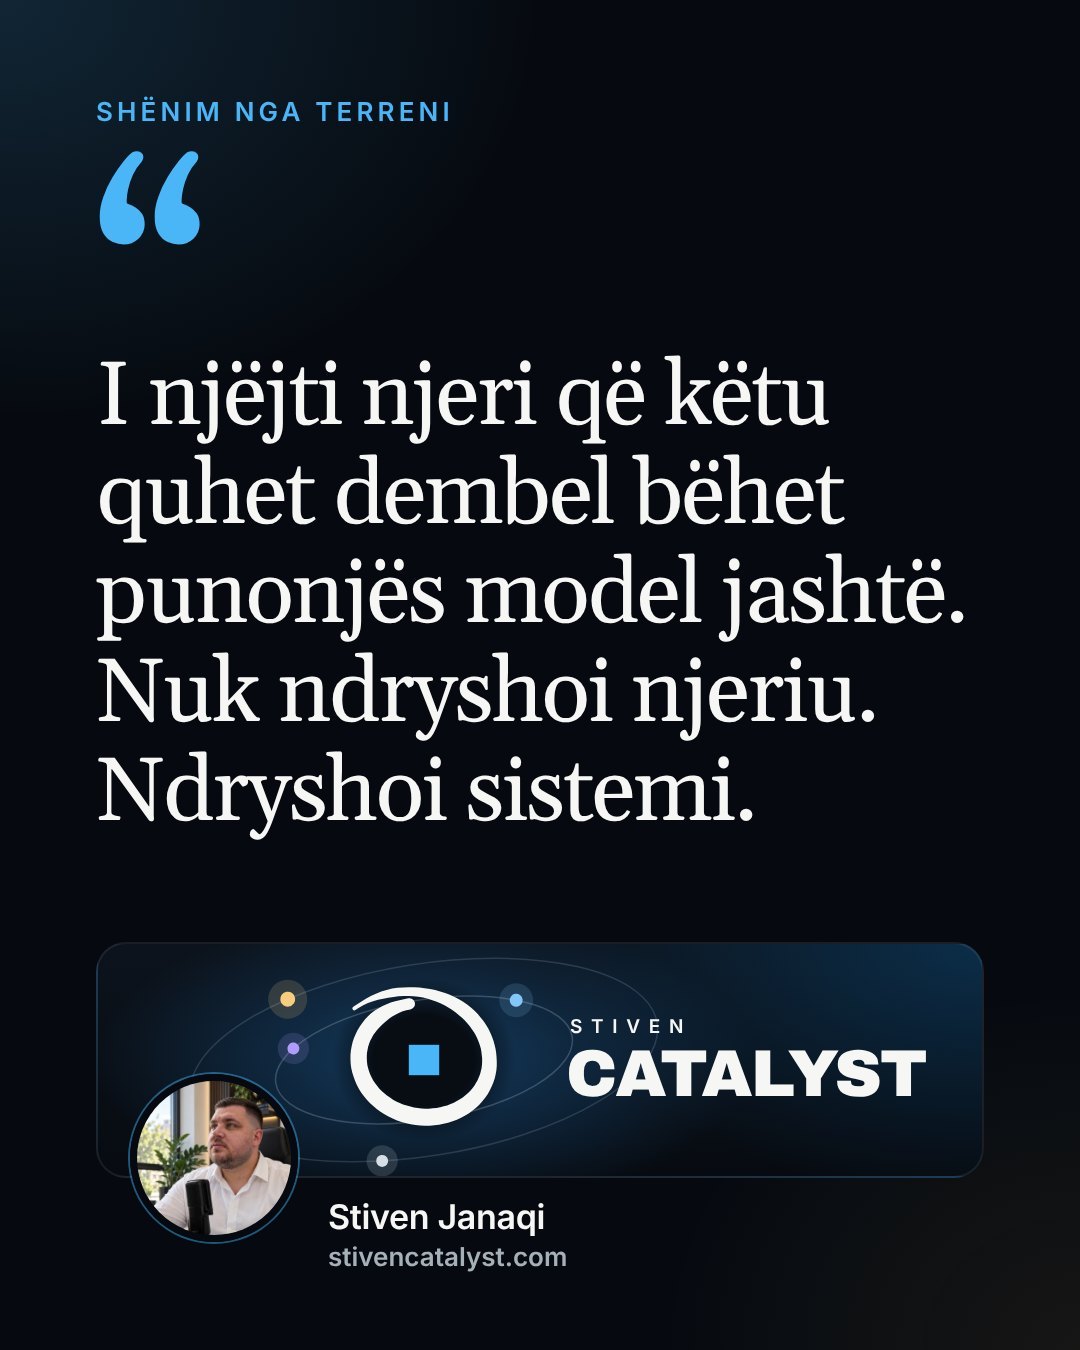 SHËNIM NGA TERRENI
“
I njëjti njeri që këtu
quhet dembel bëhet
punonjës model jashtë.
Nuk ndryshoi njeriu.
Ndryshoi sistemi.
STIVEN
CATALYST
Stiven Janaqi
stivencatalyst.com